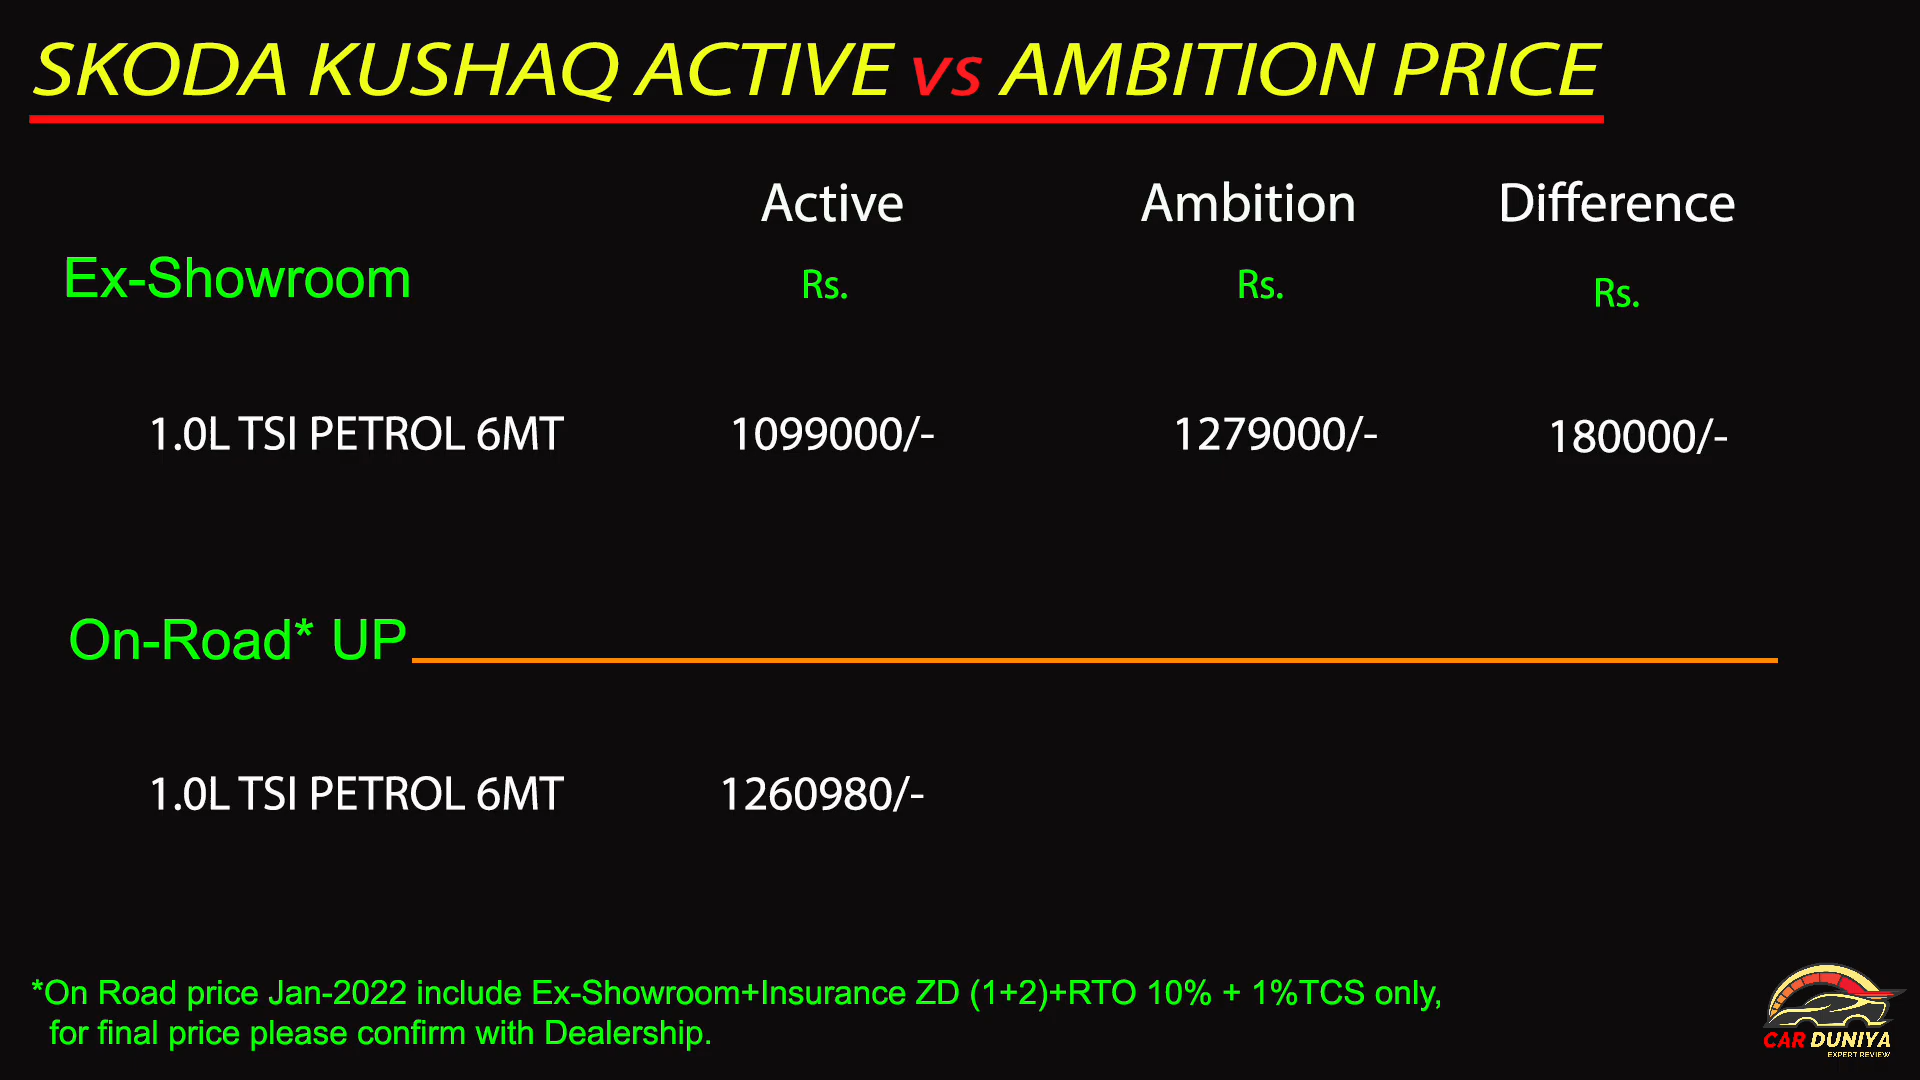 SKODA KUSHAQ ACTIVE vs AMBITION PRICE
Active Ambition Difference
Ex-Showroom Rs. Rs. Rs.
1.0L TSI PETROL 6MT 1099000/- 1279000/- 180000/-
On-Road* UP
1.0L TSI PETROL 6MT 1260980/-
*On Road price Jan-2022 include Ex-Showroom+Insurance ZD (1+2)+RTO 10% + 1%TCS only,
for final price please confirm with Dealership.
CAR DUNIYA
EXPERT REVIEW